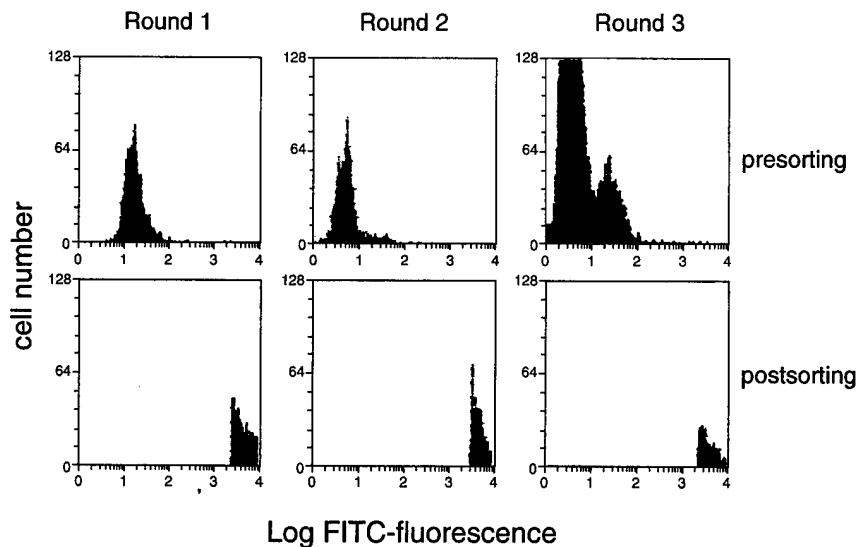 Round 1 Round 2 Round 3
128 128 128
64 64 64
presorting
0 0 0
0 1 2 3 4 0 1 2 3 4 0 1 2 3 4
cell number
128 128 128
64 64 64
postsorting
0 0 0
0 1 2 3 4 0 1 2 3 4 0 1 2 3 4
Log FITC-fluorescence